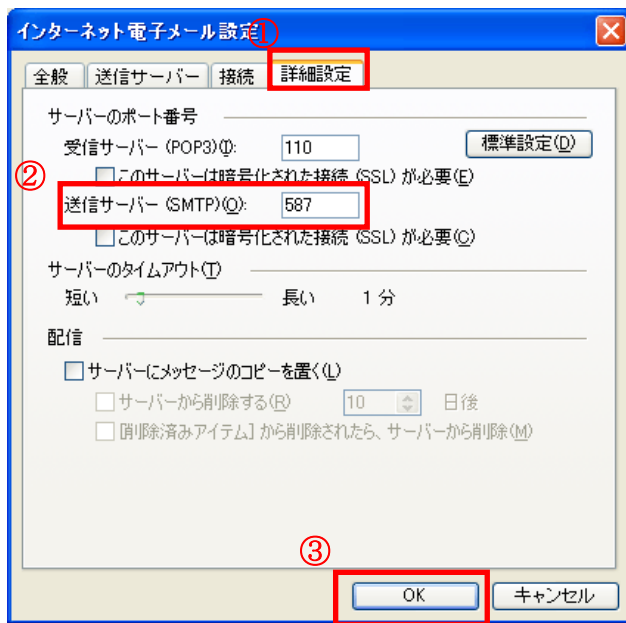 インターネット電子メール設定①
全般 送信サーバー 接続 詳細設定
サーバーのポート番号
受信サーバー (POP3)(I): 110 標準設定(D)
②
このサーバーは暗号化された接続 (SSL) が必要(E)
送信サーバー (SMTP)(O): 587
このサーバーは暗号化された接続 (SSL) が必要(C)
サーバーのタイムアウト(T)
短い 長い 1 分
配信
サーバーにメッセージのコピーを置く(L)
サーバーから削除する(R) 10 日後
[削除済みアイテム] から削除されたら、サーバーから削除(M)
③
OK キャンセル